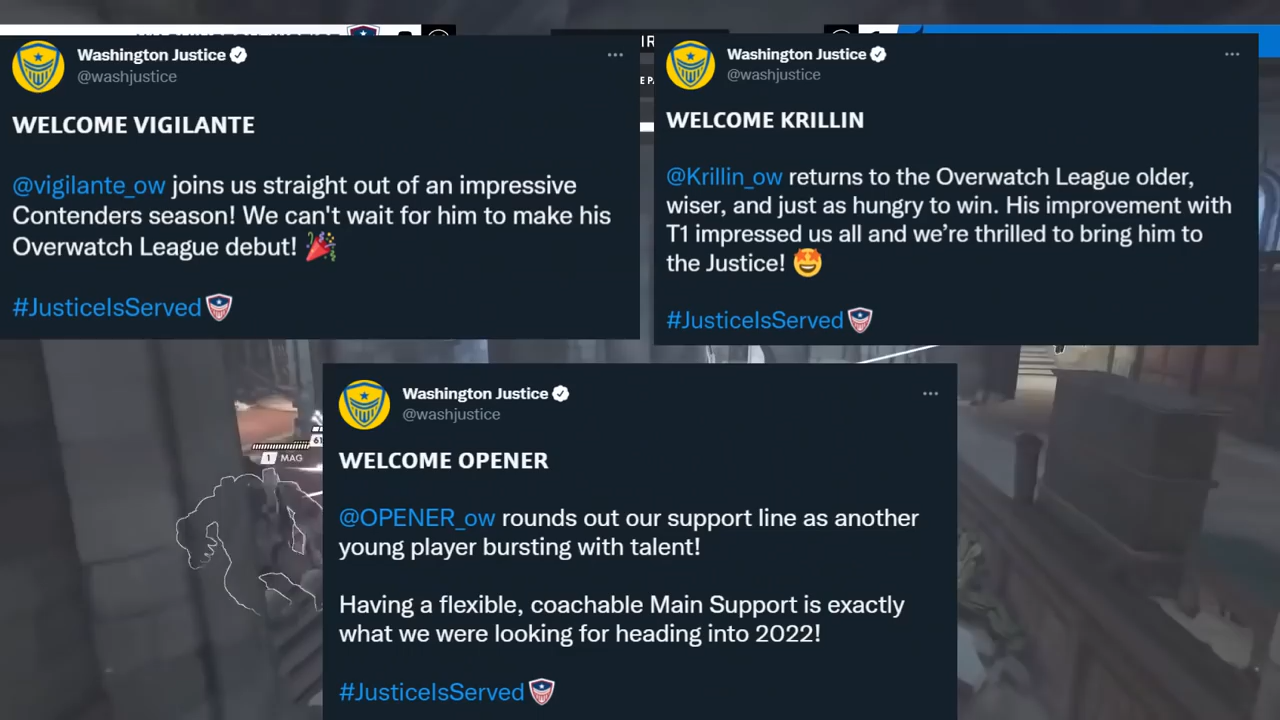 Washington Justice
@washjustice
WELCOME VIGILANTE
@vigilante_ow joins us straight out of an impressive
Contenders season! We can't wait for him to make his
Overwatch League debut! 🎉
#JusticeIsServed
Washington Justice
@washjustice
WELCOME KRILLIN
@Krillin_ow returns to the Overwatch League older,
wiser, and just as hungry to win. His improvement with
T1 impressed us all and we’re thrilled to bring him to
the Justice! 🤩
#JusticeIsServed
Washington Justice
@washjustice
WELCOME OPENER
@OPENER_ow rounds out our support line as another
young player bursting with talent!
Having a flexible, coachable Main Support is exactly
what we were looking for heading into 2022!
#JusticeIsServed
1 MAG